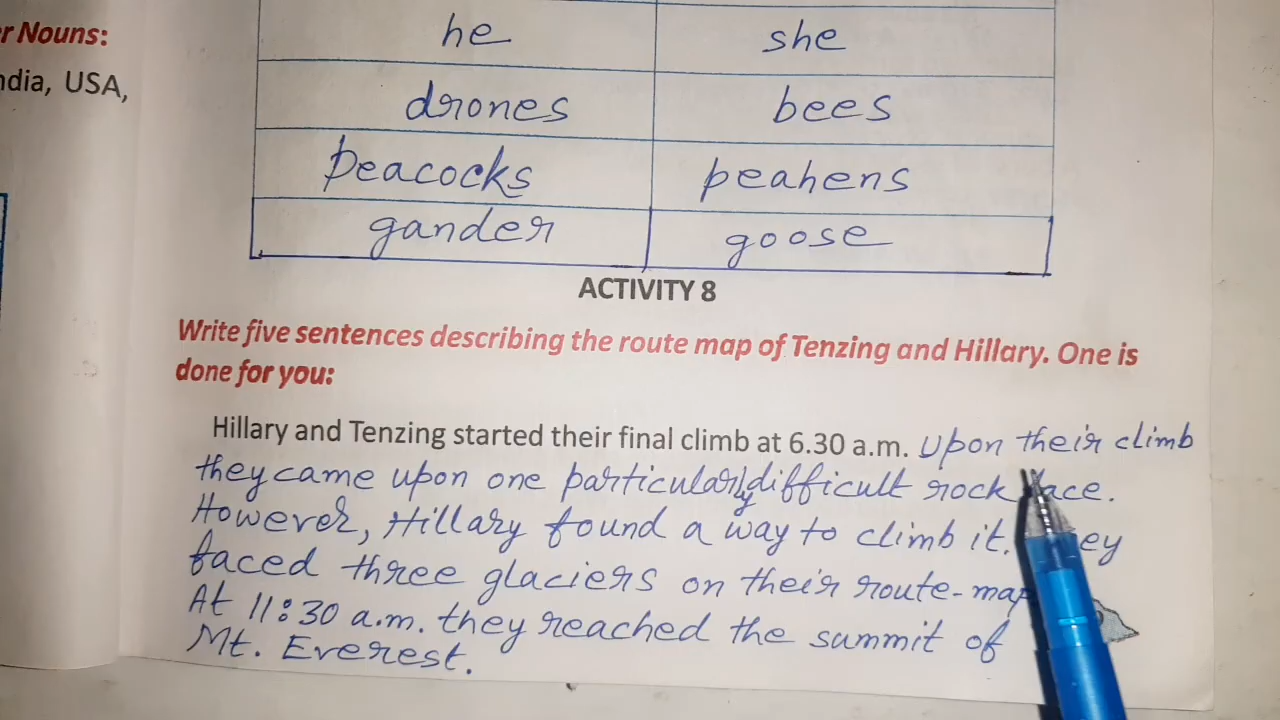 r Nouns:
ndia, USA,
he she
drones bees
peacocks peahens
gander goose
ACTIVITY 8
Write five sentences describing the route map of Tenzing and Hillary. One is
done for you:
Hillary and Tenzing started their final climb at 6.30 a.m. Upon their climb
they came upon one particularly difficult rock face.
However, Hillary found a way to climb it. They
faced three glaciers on their route-map
At 11:30 a.m. they reached the summit of
Mt. Everest.